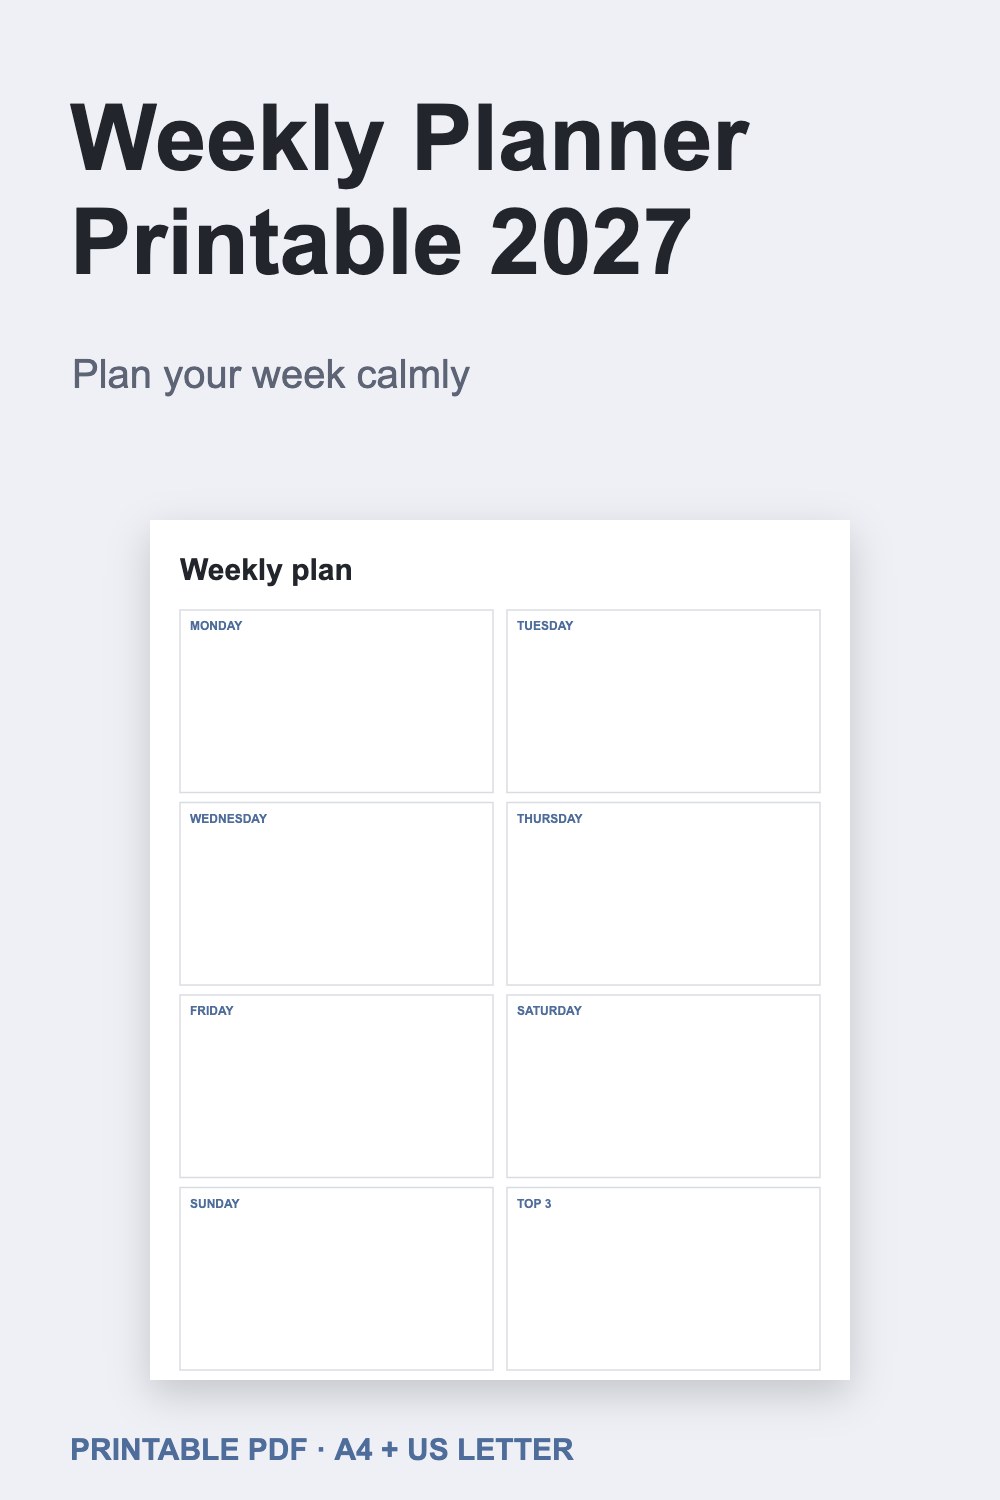 Weekly Planner
Printable 2027
Plan your week calmly
Weekly plan
MONDAY
TUESDAY
WEDNESDAY
THURSDAY
FRIDAY
SATURDAY
SUNDAY
TOP 3
PRINTABLE PDF · A4 + US LETTER